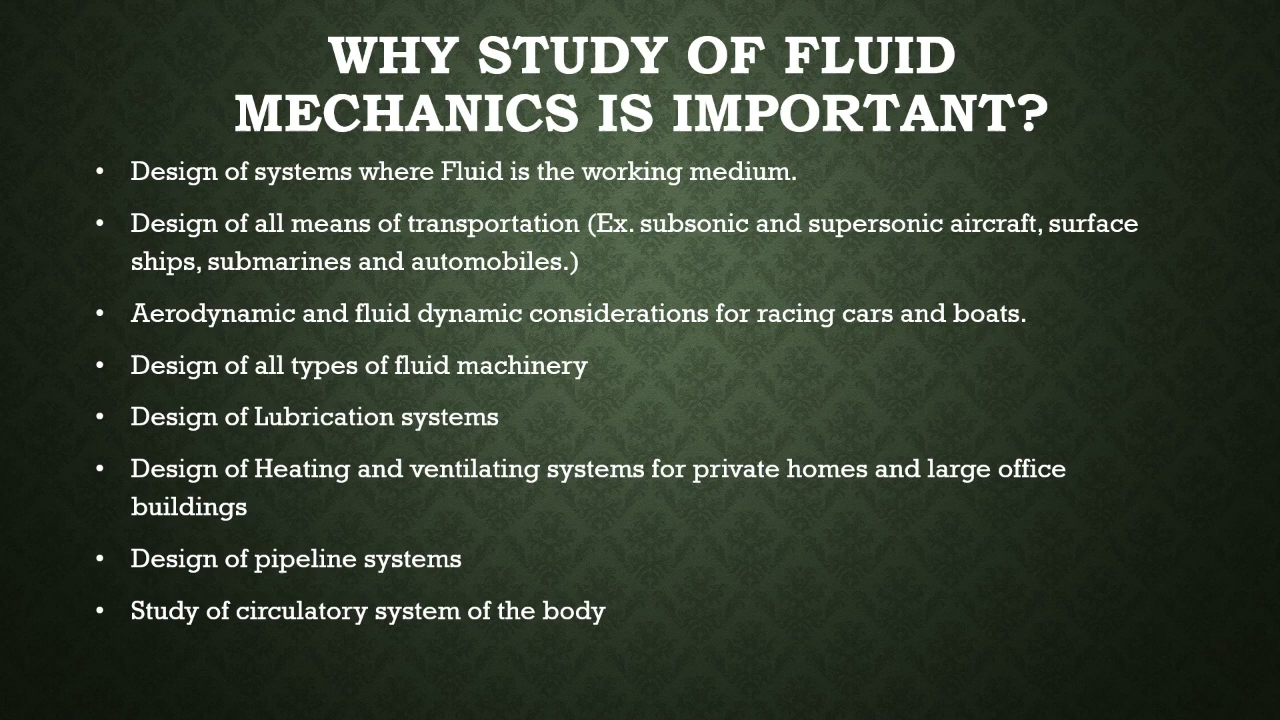 WHY STUDY OF FLUID
MECHANICS IS IMPORTANT?
• Design of systems where Fluid is the working medium.
• Design of all means of transportation (Ex. subsonic and supersonic aircraft, surface
ships, submarines and automobiles.)
• Aerodynamic and fluid dynamic considerations for racing cars and boats.
• Design of all types of fluid machinery
• Design of Lubrication systems
• Design of Heating and ventilating systems for private homes and large office
buildings
• Design of pipeline systems
• Study of circulatory system of the body